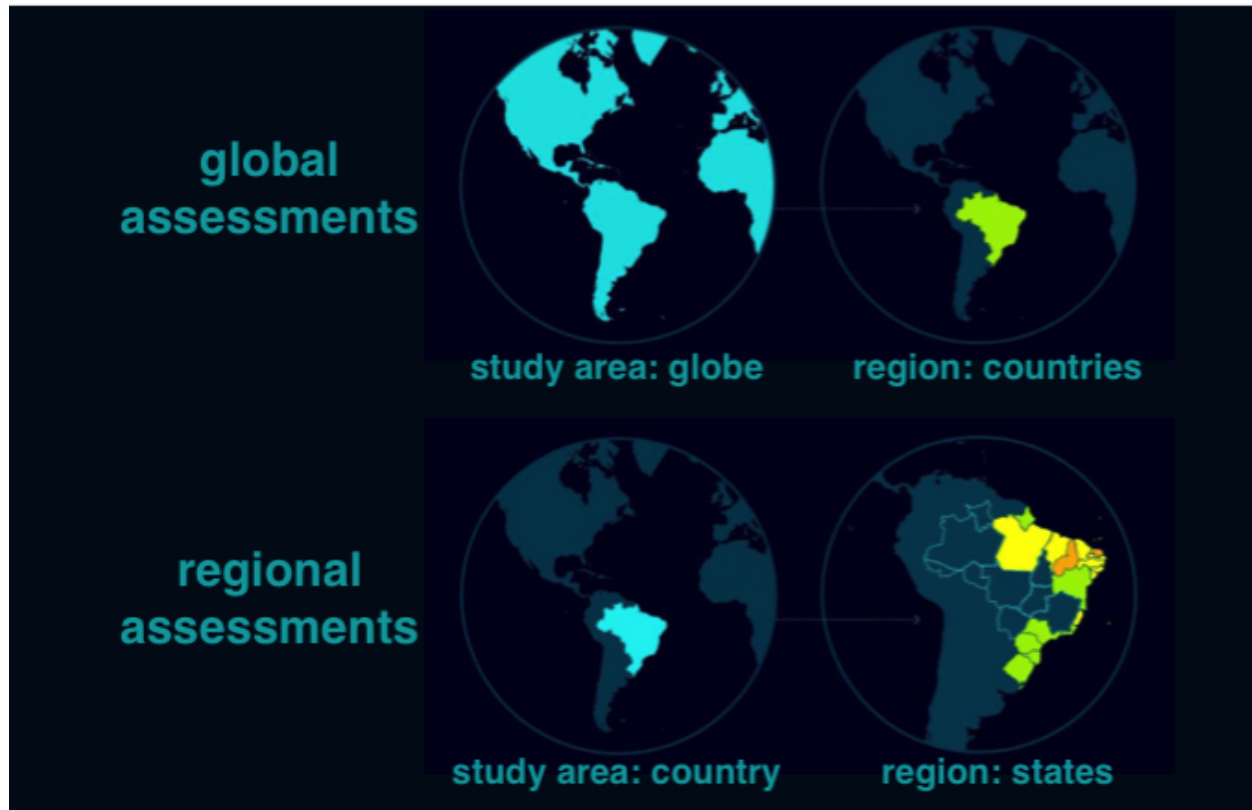 global
assessments
study area: globe
region: countries
regional
assessments
study area: country
region: states